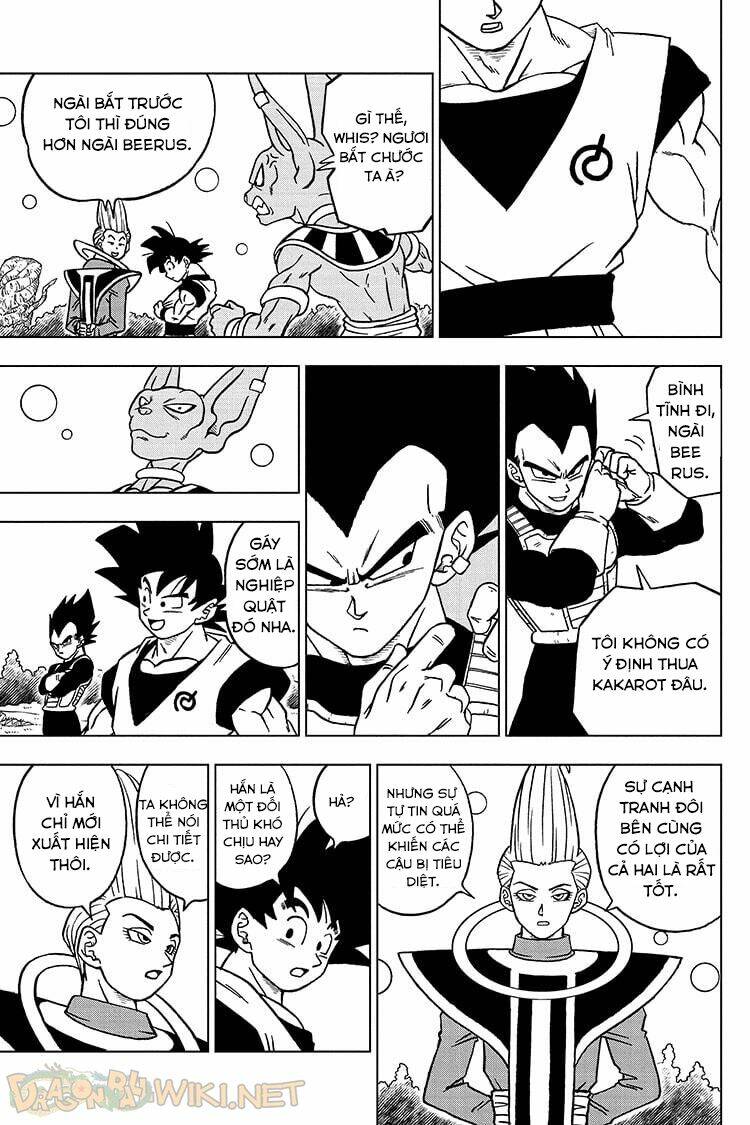 GÌ THẾ,
WHIS? NGƯƠI
BẮT CHƯỚC
TA À?
NGÀI BẮT TRƯỚC
TÔI THÌ ĐÚNG
HƠN NGÀI BEERUS.
BÌNH
TĨNH ĐI,
NGÀI
BEE
RUS.
TÔI KHÔNG CÓ
Ý ĐỊNH THUA
KAKAROT ĐÂU.
GÁY
SỚM LÀ
NGHIỆP
QUẬT
ĐÓ NHA.
SỰ CẠNH
TRANH ĐÔI
BÊN CÙNG
CÓ LỢI CỦA
CẢ HAI LÀ RẤT
TỐT.
NHƯNG SỰ
TỰ TIN QUÁ
MỨC CÓ THỂ
KHIẾN CÁC
CẬU BỊ TIÊU
DIỆT.
HẢ?
HẮN LÀ
MỘT ĐỐI
THỦ KHÓ
CHỊU HAY
SAO?
TA KHÔNG
THỂ NÓI
CHI TIẾT
ĐƯỢC.
VÌ HẮN
CHỈ MỚI
XUẤT HIỆN
THÔI.
DRAGON BALL WIKI.NET